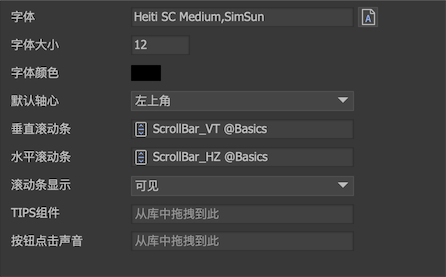 字体 Heiti SC Medium,SimSun
字体大小 12
字体颜色
默认轴心 左上角
垂直滚动条 ScrollBar_VT @Basics
水平滚动条 ScrollBar_HZ @Basics
滚动条显示 可见
TIPS组件 从库中拖拽到此
按钮点击声音 从库中拖拽到此